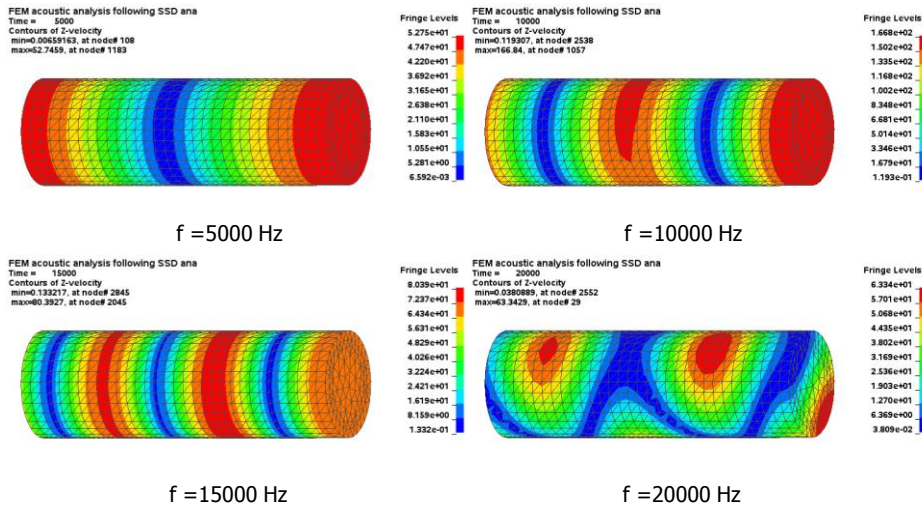 FEM acoustic analysis following SSD ana
Time = 5000
Contours of Z-velocity
min=0.00659163, at node# 108
max=52.7459, at node# 1183
Fringe Levels
5.275e+01
4.747e+01
4.220e+01
3.692e+01
3.165e+01
2.638e+01
2.110e+01
1.583e+01
1.055e+01
5.281e+00
6.592e-03
f =5000 Hz
FEM acoustic analysis following SSD ana
Time = 10000
Contours of Z-velocity
min=0.119307, at node# 2538
max=166.84, at node# 1057
Fringe Levels
1.668e+02
1.502e+02
1.335e+02
1.168e+02
1.002e+02
8.348e+01
6.681e+01
5.014e+01
3.346e+01
1.679e+01
1.193e-01
f =10000 Hz
FEM acoustic analysis following SSD ana
Time = 15000
Contours of Z-velocity
min=0.133217, at node# 2845
max=80.3927, at node# 2045
Fringe Levels
8.039e+01
7.237e+01
6.434e+01
5.631e+01
4.829e+01
4.026e+01
3.224e+01
2.421e+01
1.619e+01
8.159e+00
1.332e-01
f =15000 Hz
FEM acoustic analysis following SSD ana
Time = 20000
Contours of Z-velocity
min=0.0380889, at node# 2552
max=63.3429, at node# 29
Fringe Levels
6.334e+01
5.701e+01
5.068e+01
4.435e+01
3.802e+01
3.169e+01
2.536e+01
1.903e+01
1.270e+01
6.369e+00
3.809e-02
f =20000 Hz